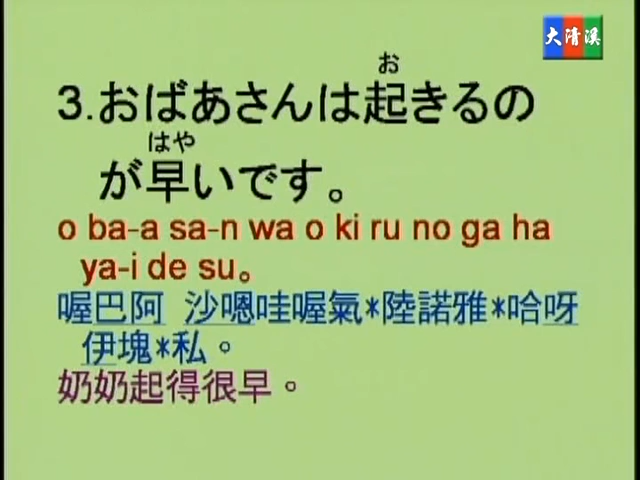 大清溪
お
3.おばあさんは起きるの
はや
が早いです。
o ba-a sa-n wa o ki ru no ga ha
ya-i de su。
喔巴阿 沙嗯哇喔氣*陸諾雅*哈呀
伊塊*私。
奶奶起得很早。